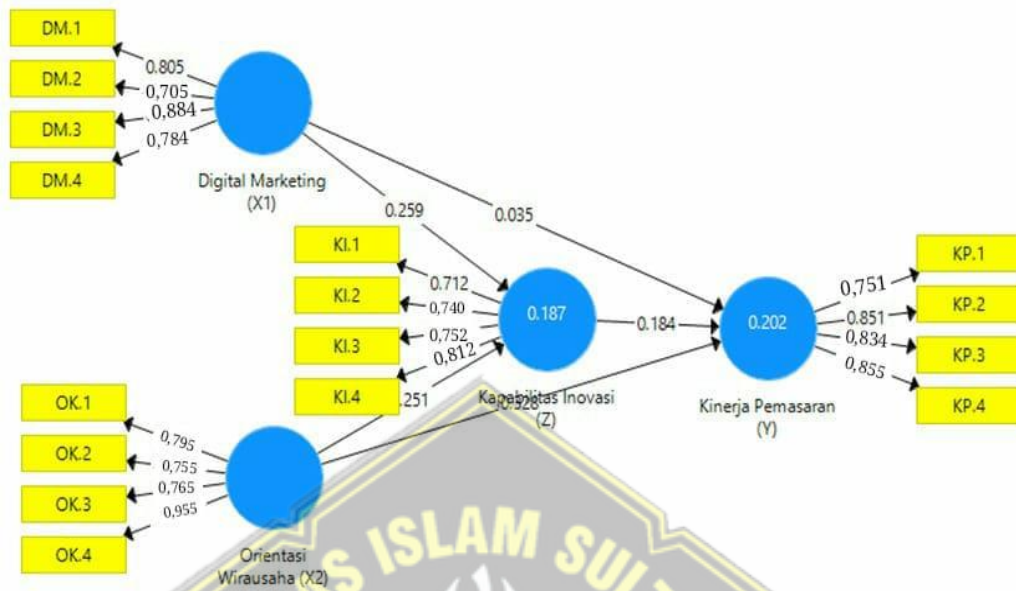 DM.1
DM.2
DM.3
DM.4
0.805
0,705
0,884
0,784
Digital Marketing
(X1)
0.259
0.035
KI.1
KI.2
KI.3
KI.4
0.712
0,740
0,752
0,812
0.187
Kapabilitas Inovasi
(Z)
0.184
0.202
Kinerja Pemasaran
(Y)
KP.1
KP.2
KP.3
KP.4
0,751
0.851
0,834
0,855
OK.1
OK.2
OK.3
OK.4
0,795
0,755
0,765
0,955
.251
Orientasi
Wirausaha (X2)
S ISLAM SUL